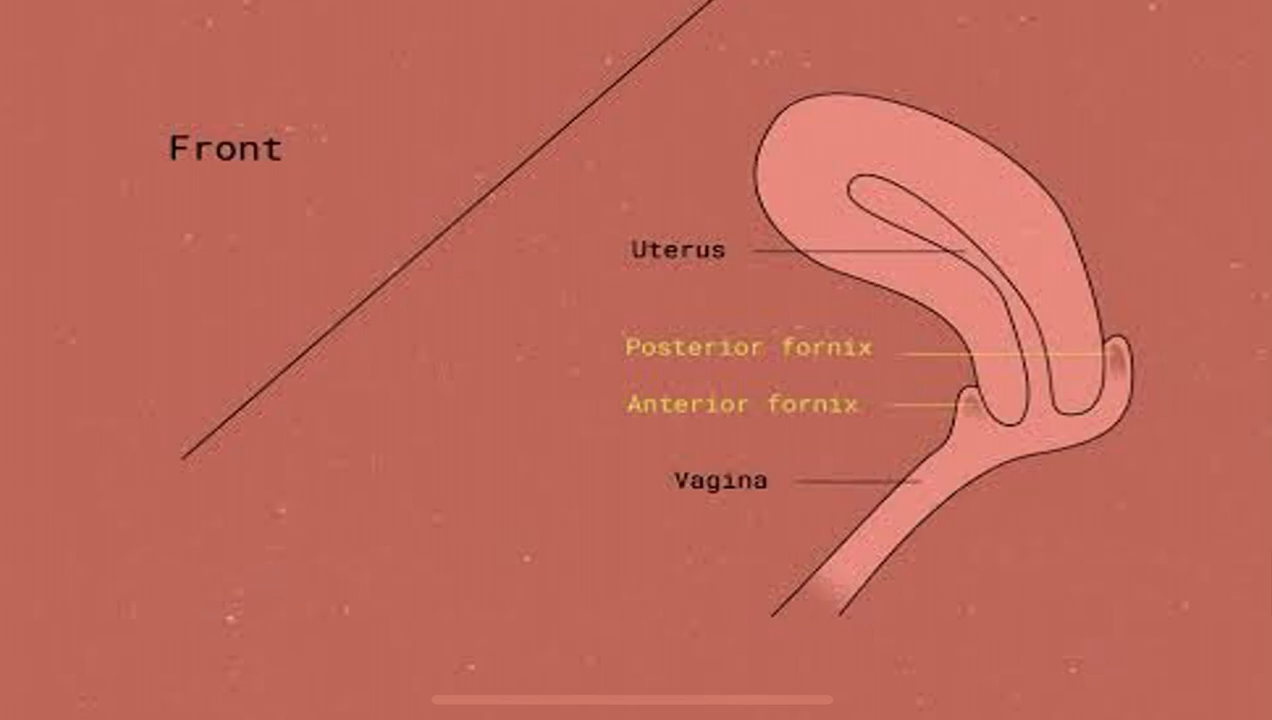 Front
Uterus
Posterior fornix
Anterior fornix
Vagina